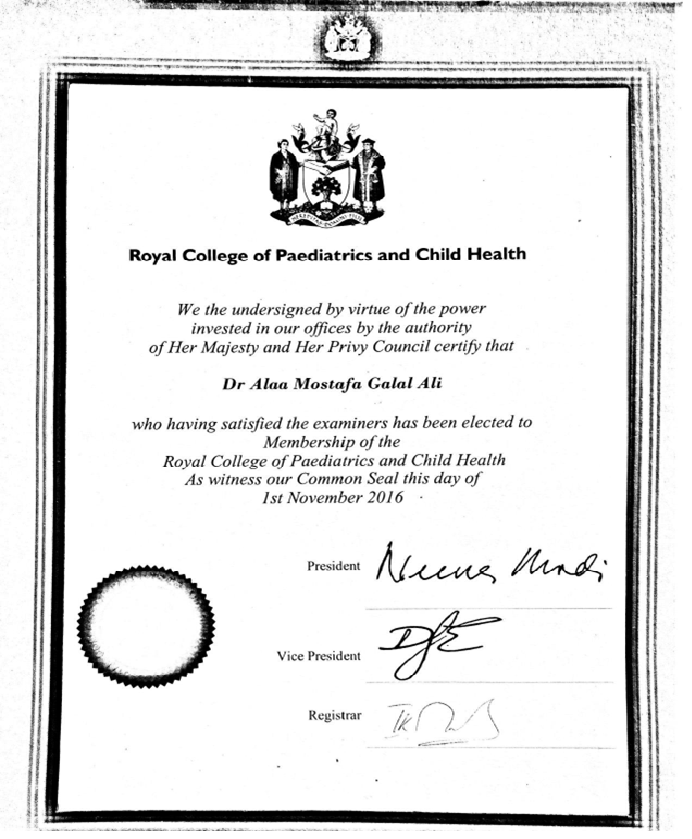 Royal College of Paediatrics and Child Health
We the undersigned by virtue of the power
invested in our offices by the authority
of Her Majesty and Her Privy Council certify that
Dr Alaa Mostafa Galal Ali
who having satisfied the examiners has been elected to
Membership of the
Royal College of Paediatrics and Child Health
As witness our Common Seal this day of
1st November 2016
President
Vice President
Registrar